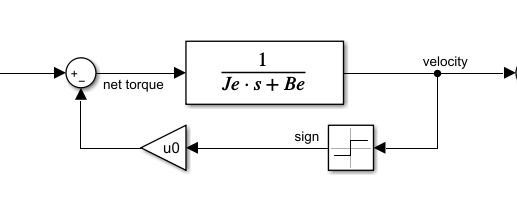 velocity
+
−
1
Je · s + Be
net torque
sign
u0